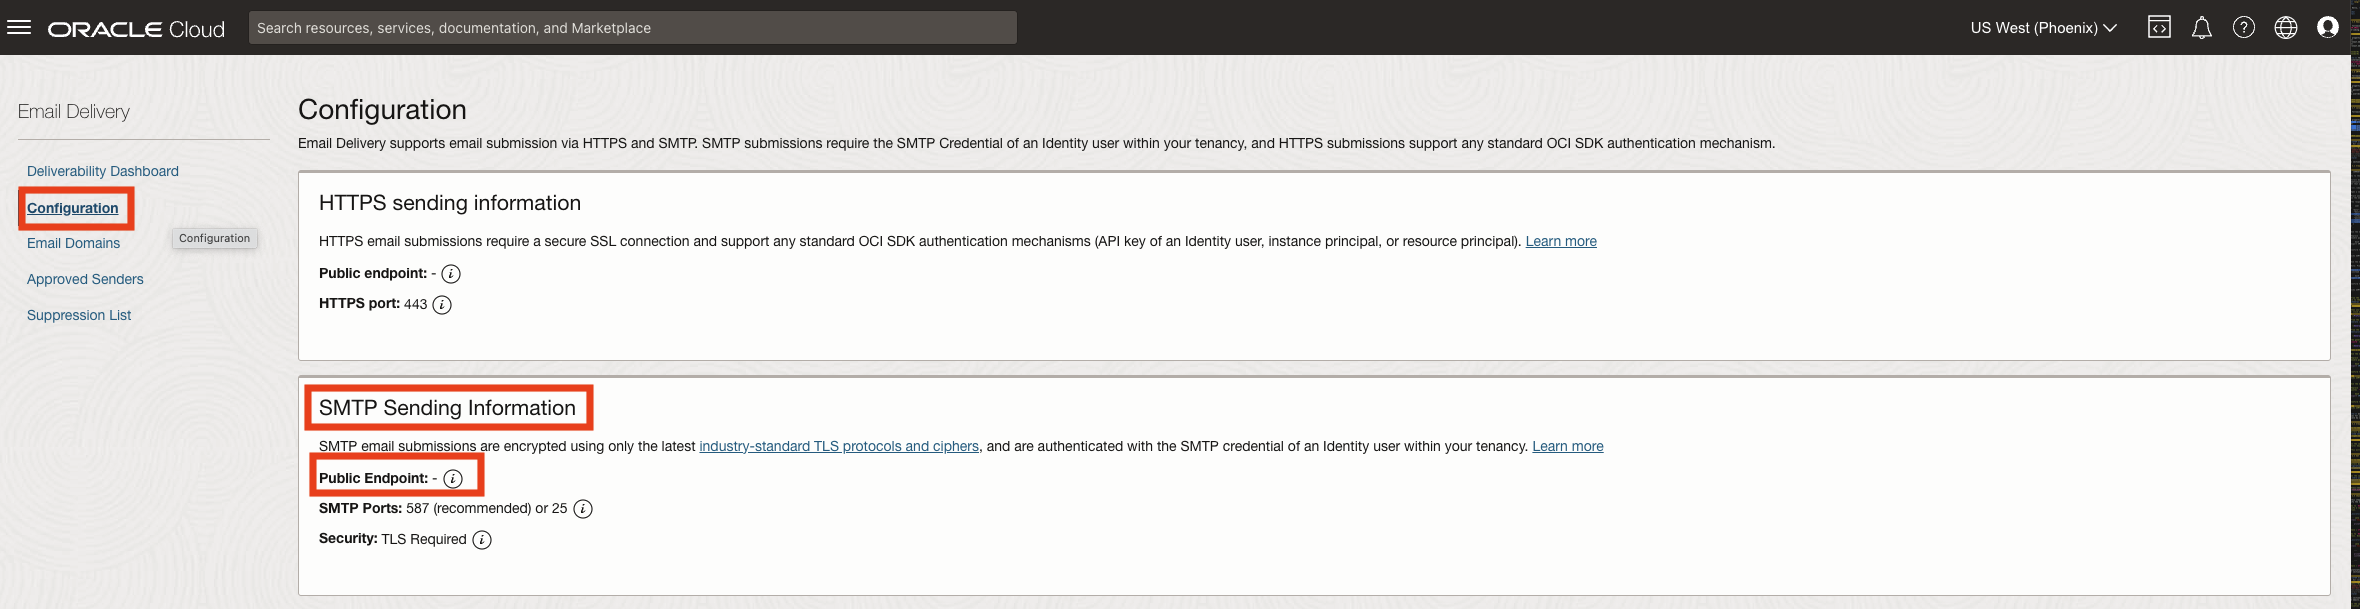 ORACLE Cloud
Search resources, services, documentation, and Marketplace
US West (Phoenix)
Email Delivery
Deliverability Dashboard
Configuration
Configuration
Email Domains
Approved Senders
Suppression List
Configuration
Email Delivery supports email submission via HTTPS and SMTP. SMTP submissions require the SMTP Credential of an Identity user within your tenancy, and HTTPS submissions support any standard OCI SDK authentication mechanism.
HTTPS sending information
HTTPS email submissions require a secure SSL connection and support any standard OCI SDK authentication mechanisms (API key of an Identity user, instance principal, or resource principal). Learn more
Public endpoint: - i
HTTPS port: 443 i
SMTP Sending Information
SMTP email submissions are encrypted using only the latest industry-standard TLS protocols and ciphers, and are authenticated with the SMTP credential of an Identity user within your tenancy. Learn more
Public Endpoint: - i
SMTP Ports: 587 (recommended) or 25 i
Security: TLS Required i